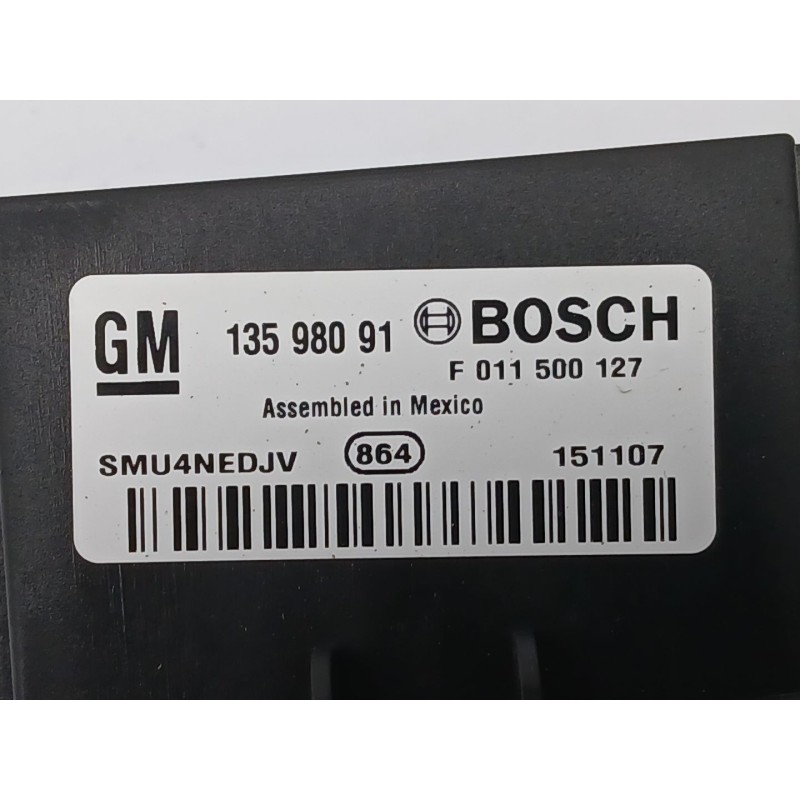 GM 135 980 91 BOSCH
F 011 500 127
Assembled in Mexico
SMU4NEDJV 864 151107